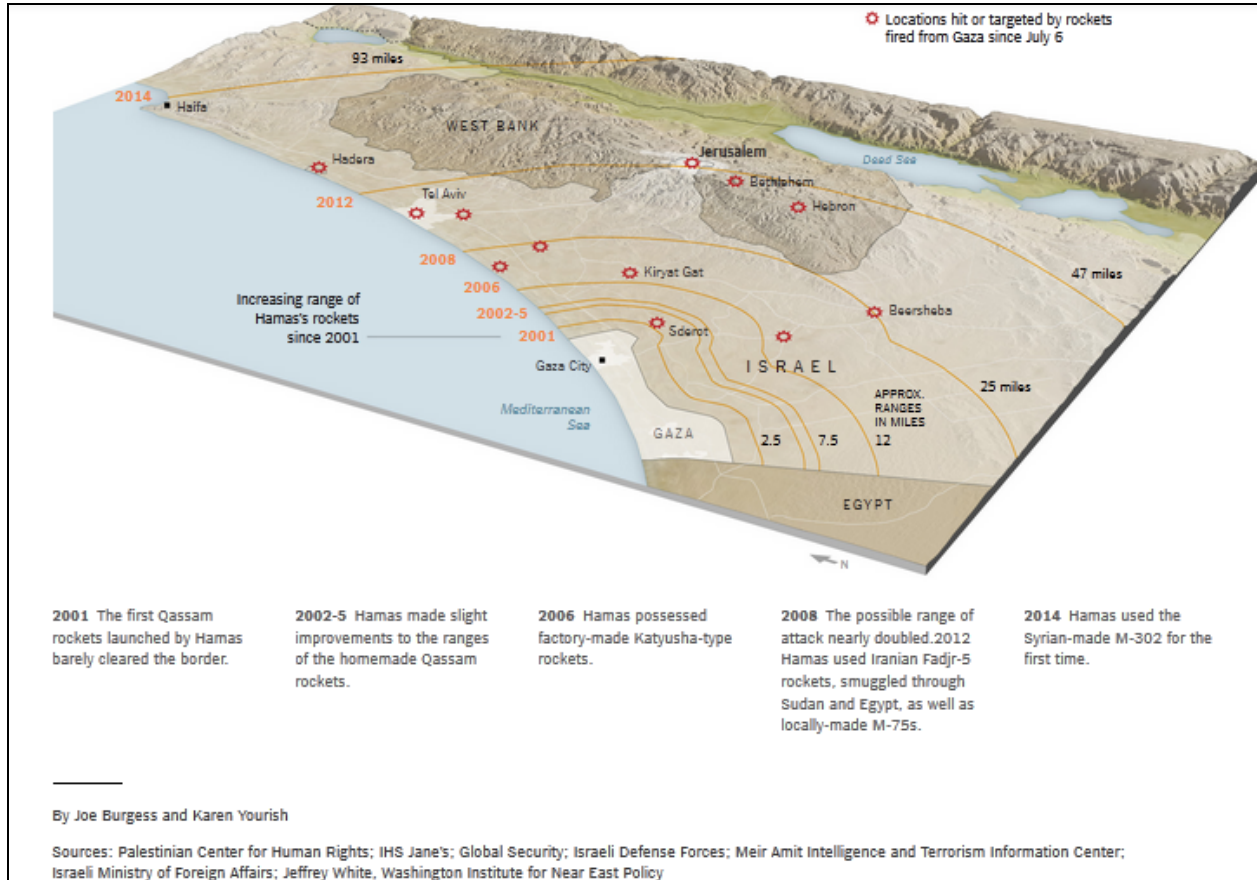 Locations hit or targeted by rockets
fired from Gaza since July 6
93 miles
2014
Haifa
WEST BANK
Jerusalem
Dead Sea
Hadera
Bethlehem
Tel Aviv
2012
Hebron
2008
47 miles
Kiryat Gat
2006
Increasing range of
Hamas's rockets
since 2001
2002-5
Beersheba
Sderot
2001
Gaza City
ISRAEL
25 miles
APPROX.
RANGES
IN MILES
Mediterranean
Sea
GAZA
2.5
7.5
12
EGYPT
N
2001 The first Qassam
rockets launched by Hamas
barely cleared the border.
2002-5 Hamas made slight
improvements to the ranges
of the homemade Qassam
rockets.
2006 Hamas possessed
factory-made Katyusha-type
rockets.
2008 The possible range of
attack nearly doubled.2012
Hamas used Iranian Fadjr-5
rockets, smuggled through
Sudan and Egypt, as well as
locally-made M-75s.
2014 Hamas used the
Syrian-made M-302 for the
first time.
By Joe Burgess and Karen Yourish
Sources: Palestinian Center for Human Rights; IHS Jane's; Global Security; Israeli Defense Forces; Meir Amit Intelligence and Terrorism Information Center;
Israeli Ministry of Foreign Affairs; Jeffrey White, Washington Institute for Near East Policy